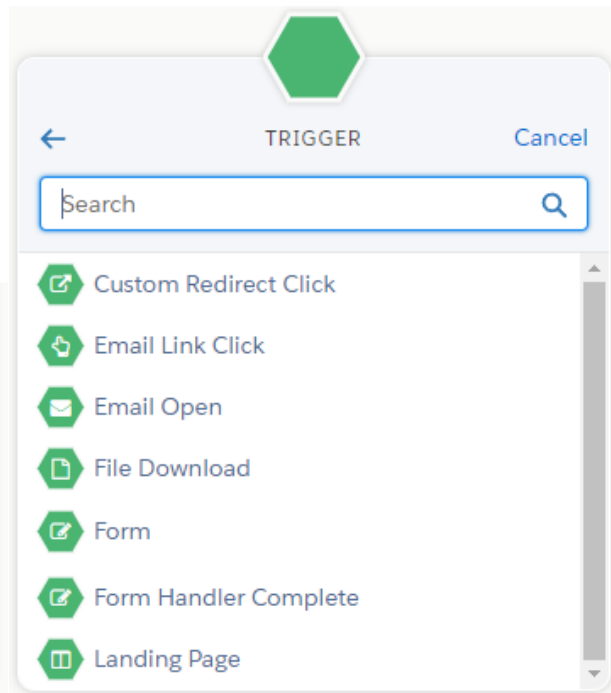 TRIGGER
Cancel
Search
Custom Redirect Click
Email Link Click
Email Open
File Download
Form
Form Handler Complete
Landing Page